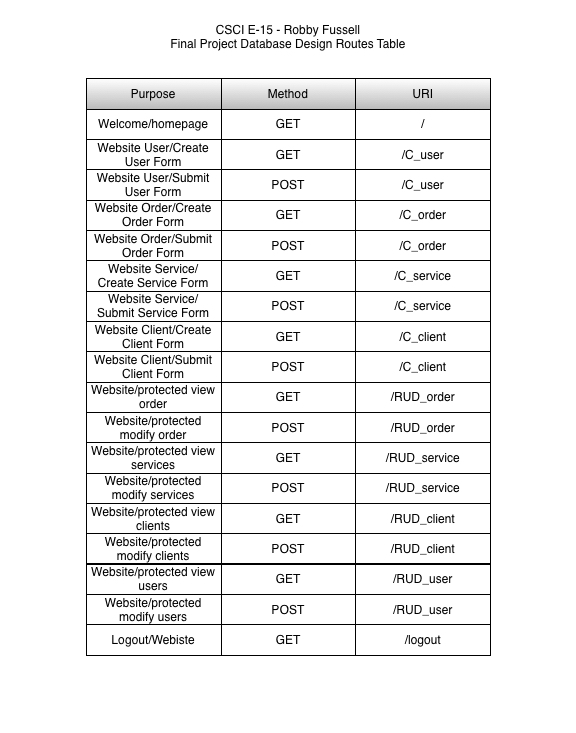 CSCI E-15 - Robby Fussell
Final Project Database Design Routes Table
Purpose Method URI
Welcome/homepage GET /
Website User/Create
User Form GET /C_user
Website User/Submit
User Form POST /C_user
Website Order/Create
Order Form GET /C_order
Website Order/Submit
Order Form POST /C_order
Website Service/
Create Service Form GET /C_service
Website Service/
Submit Service Form POST /C_service
Website Client/Create
Client Form GET /C_client
Website Client/Submit
Client Form POST /C_client
Website/protected view
order GET /RUD_order
Website/protected
modify order POST /RUD_order
Website/protected view
services GET /RUD_service
Website/protected
modify services POST /RUD_service
Website/protected view
clients GET /RUD_client
Website/protected
modify clients POST /RUD_client
Website/protected view
users GET /RUD_user
Website/protected
modify users POST /RUD_user
Logout/Webiste GET /logout